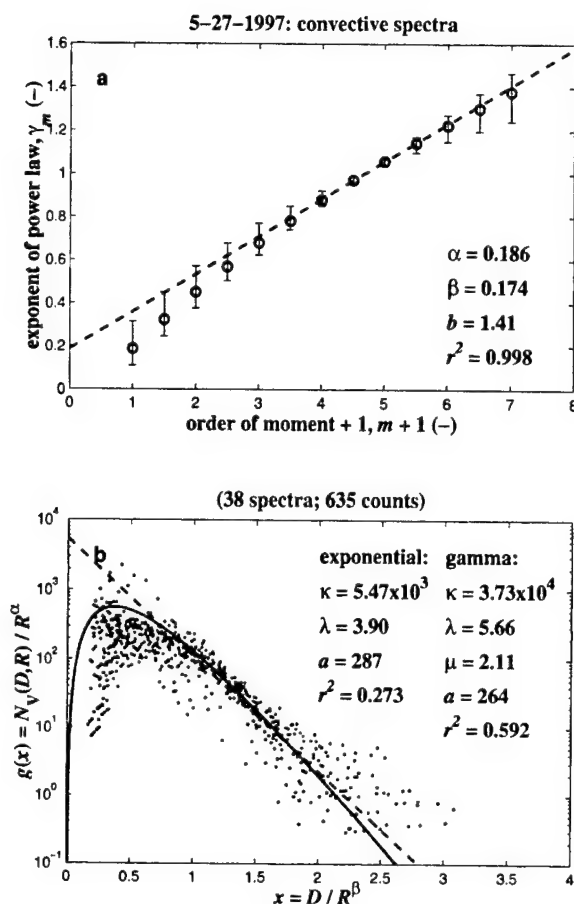 5-27-1997: convective spectra
a
exponent of power law, γm (-)
1.6
1.4
1.2
1
0.8
0.6
0.4
0.2
0
α = 0.186
β = 0.174
b = 1.41
r² = 0.998
0 1 2 3 4 5 6 7 8
order of moment + 1, m + 1 (-)
(38 spectra; 635 counts)
b
g(x) = NV(D,R) / R^α
10⁴
10³
10²
10¹
10⁰
10⁻¹
exponential: gamma:
κ = 5.47x10³ κ = 3.73x10⁴
λ = 3.90 λ = 5.66
a = 287 μ = 2.11
r² = 0.273 a = 264
r² = 0.592
0 0.5 1 1.5 2 2.5 3 3.5 4
x = D / R^β